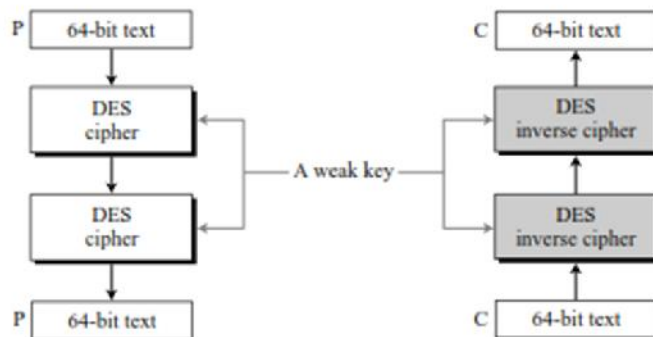 P 64-bit text
DES
cipher
DES
cipher
P 64-bit text
A weak key
C 64-bit text
DES
inverse cipher
DES
inverse cipher
C 64-bit text